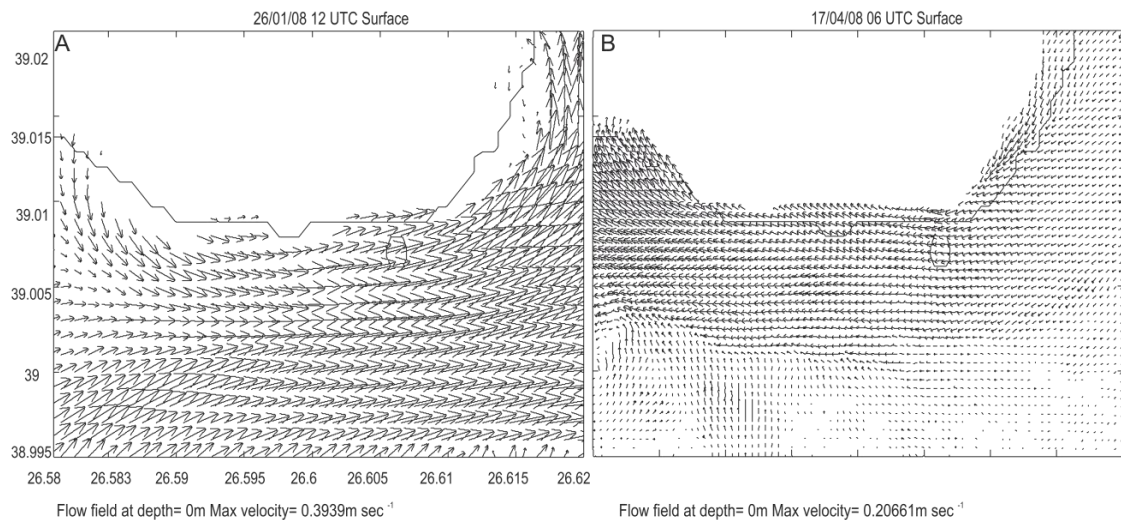 26/01/08 12 UTC Surface
17/04/08 06 UTC Surface
A
B
39.02
39.015
39.01
39.005
39
38.995
26.58 26.583 26.59 26.595 26.6 26.605 26.61 26.615 26.62
Flow field at depth= 0m Max velocity= 0.3939m sec⁻¹
Flow field at depth= 0m Max velocity= 0.20661m sec⁻¹